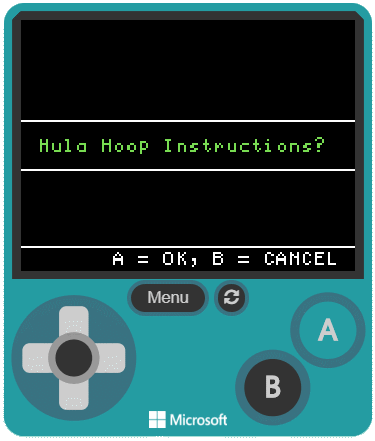 Hula Hoop Instructions?
A = OK, B = CANCEL
Menu
A
B
Microsoft